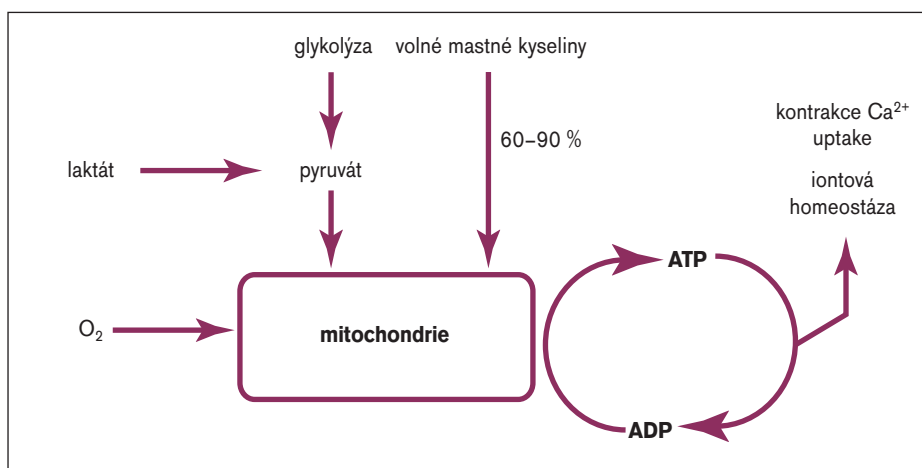 glykolýza volné mastné kyseliny
kontrakce Ca²⁺
uptake
60–90 %
laktát pyruvát
iontová
homeostáza
ATP
O₂ mitochondrie
ADP